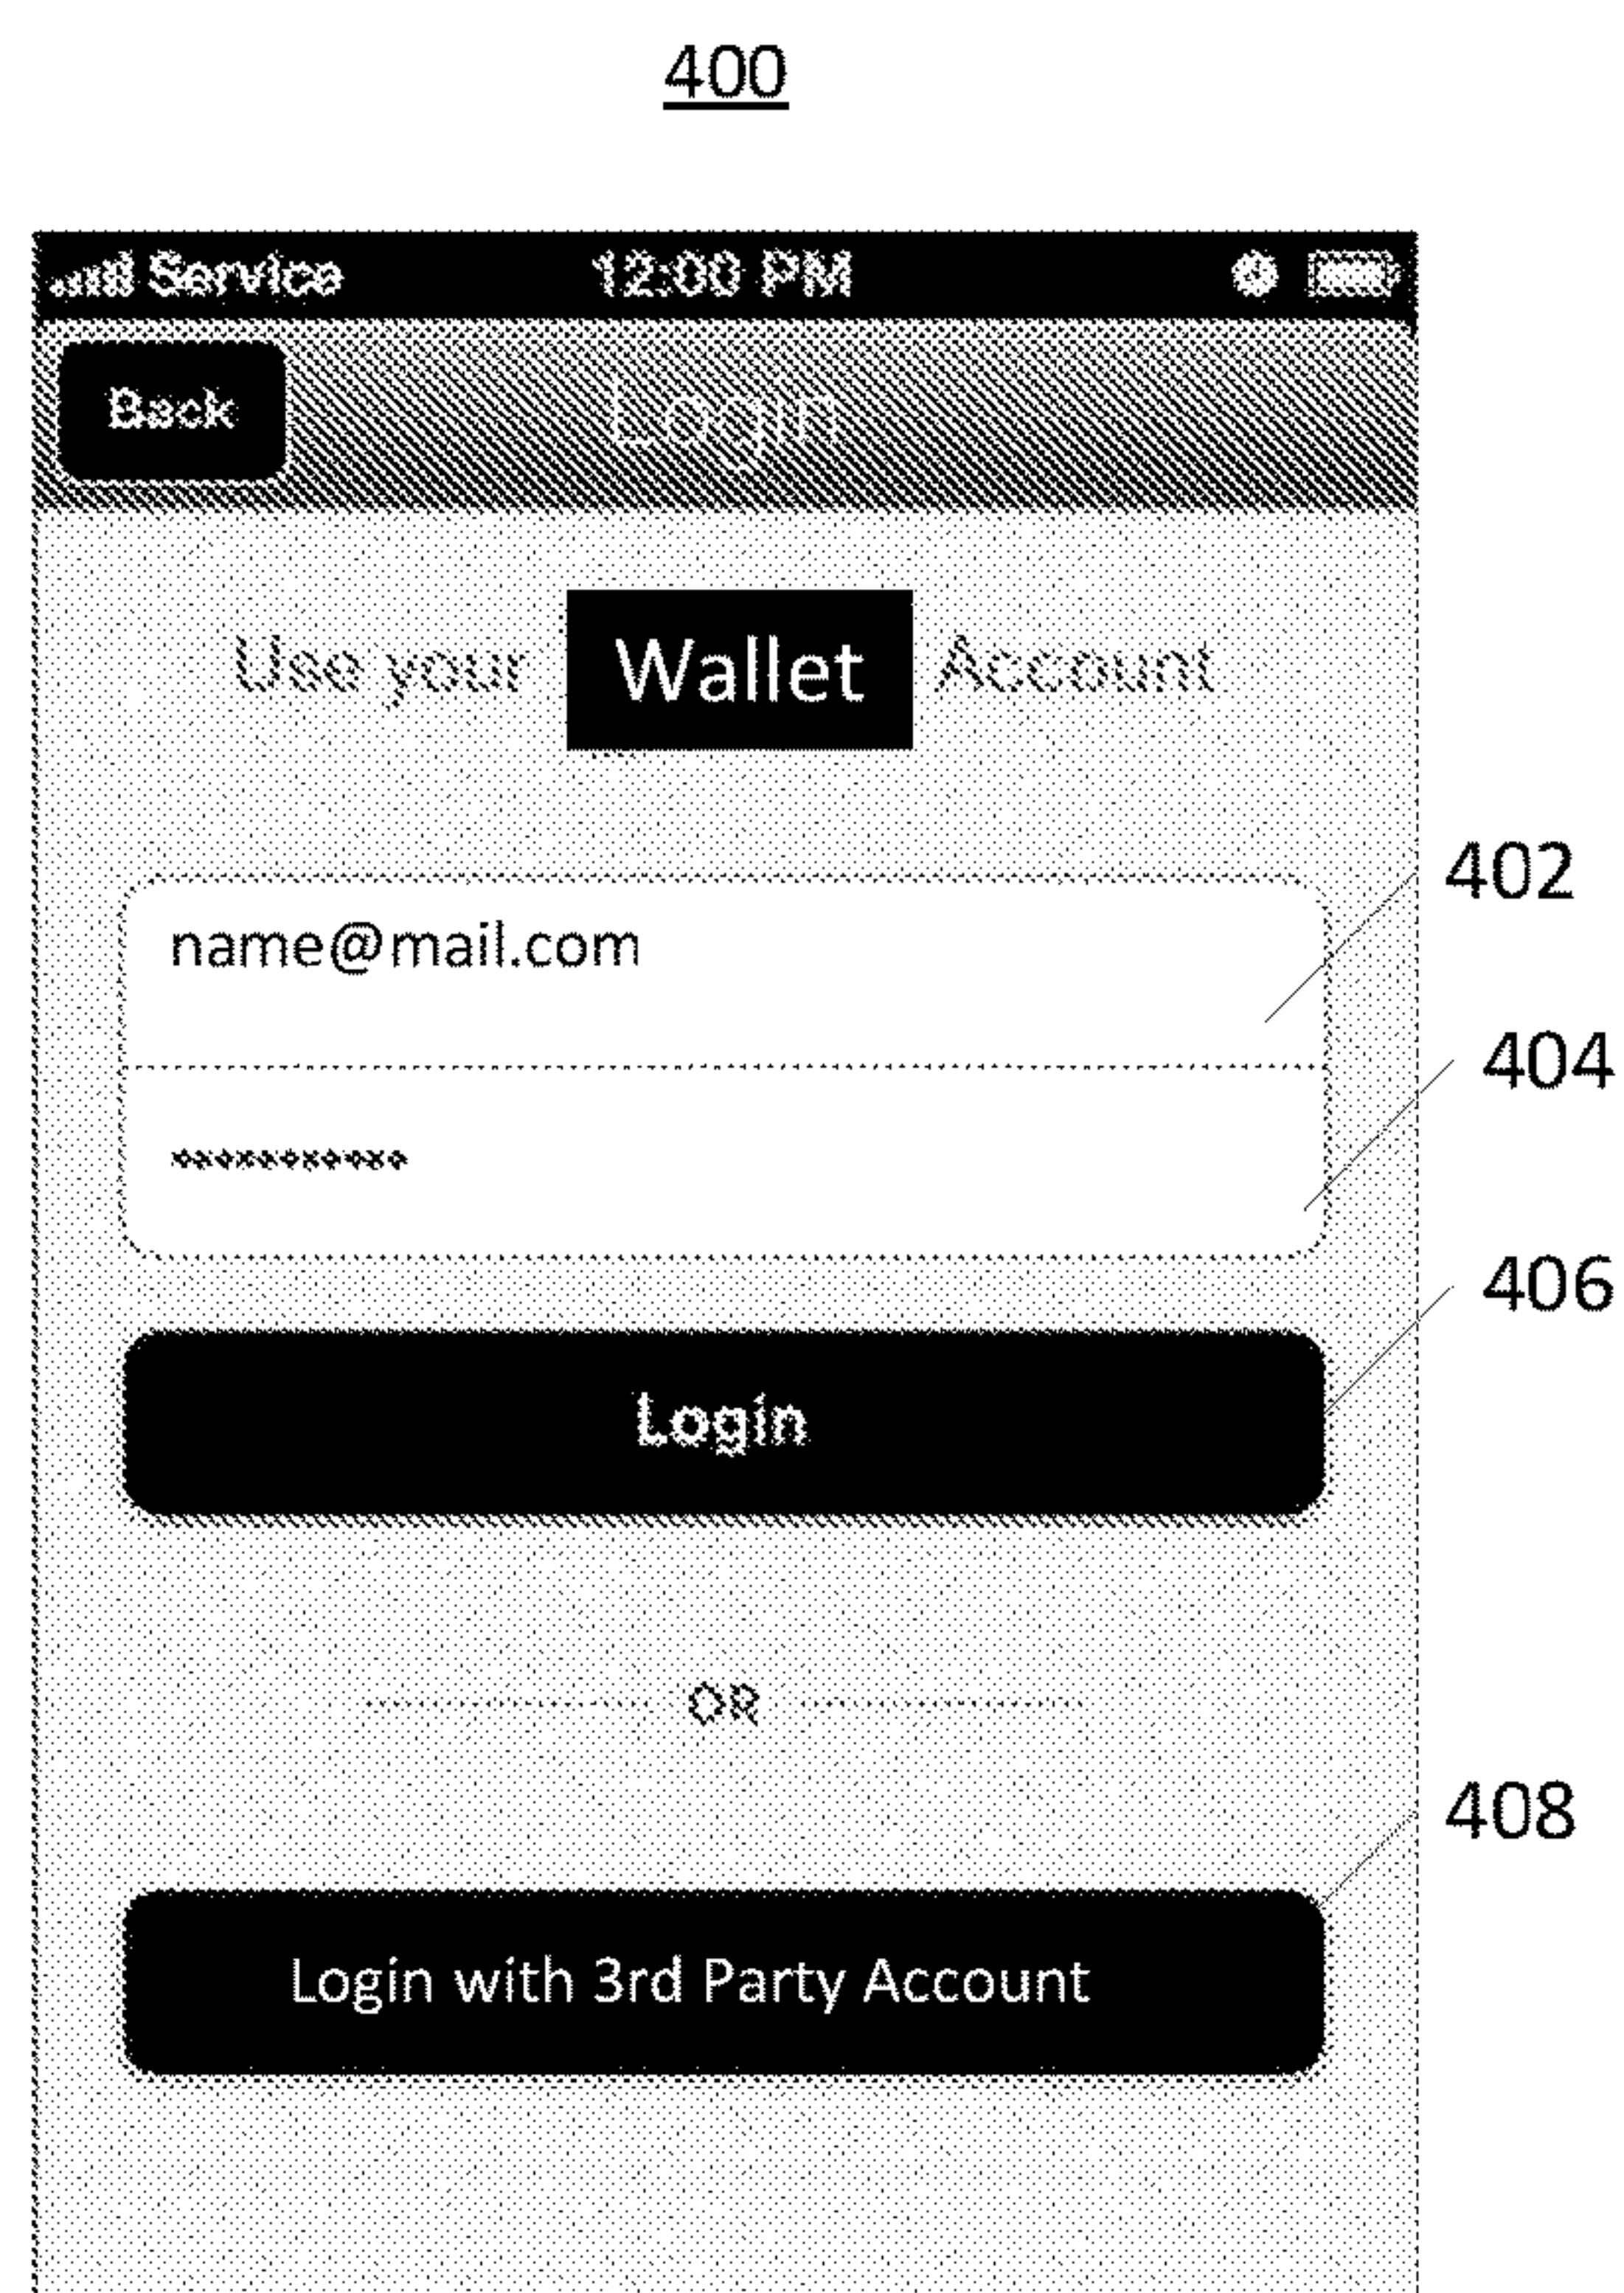 400
Service 12:00 PM
Back Login
Use your Wallet Account
402
name@mail.com
404
406
Login
OR
408
Login with 3rd Party Account